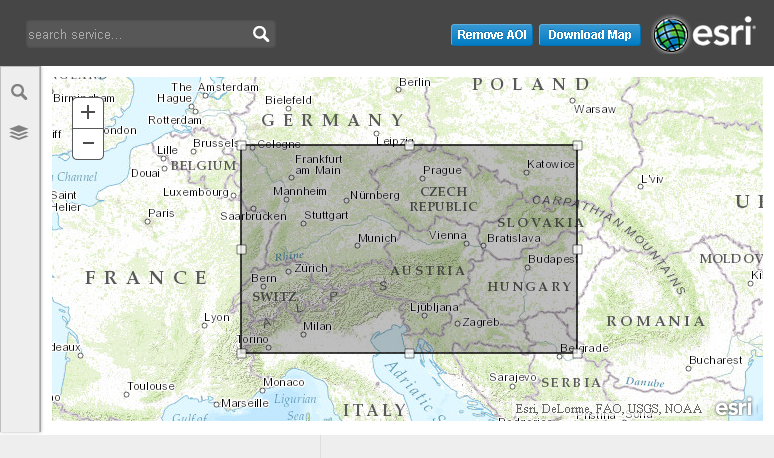 search service...
Remove AOI
Download Map
esri
The Amsterdam
Hague
Berlin
POLAND
Birmingham
Bielefeld
Warsaw
Rotterdam
GERMANY
London
Leipzig
Lille
Brussels
Cologne
BELGIUM
Douai
Channel
Frankfurt
am Main
Prague
Katowice
L'viv
Luxembourg
Mannheim
Nürnberg
CZECH
REPUBLIC
Saint
Helier
Paris
Saarbrucken
Stuttgart
CARPATHIAN MOUNTAINS
SLOVAKIA
Munich
Vienna
Bratislava
Rhine
Budapest
MOLDOV
Zürich
FRANCE
Bern
AUSTRIA
HUNGARY
SWITZ.
ALPS
Lyon
Milan
Ljubljana
Zagreb
ROMANIA
Torino
Belgrade
deaux
Bucharest
Monaco
Adriatic
Sarajevo
SERBIA
Danube
Toulouse
Marseille
Ligurian
Sea
ITALY
Gulf of
Esri, DeLorme, FAO, USGS, NOAA
esri